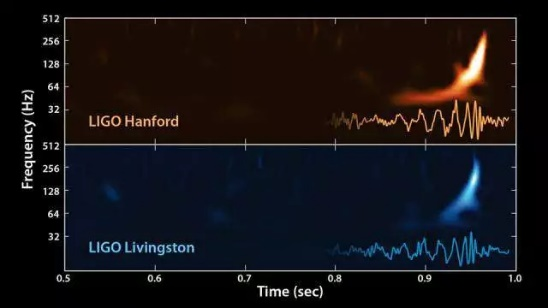 Frequency (Hz)
512
256
128
64
32
LIGO Hanford
512
256
128
64
32
LIGO Livingston
0.5 0.6 0.7 0.8 0.9 1.0
Time (sec)